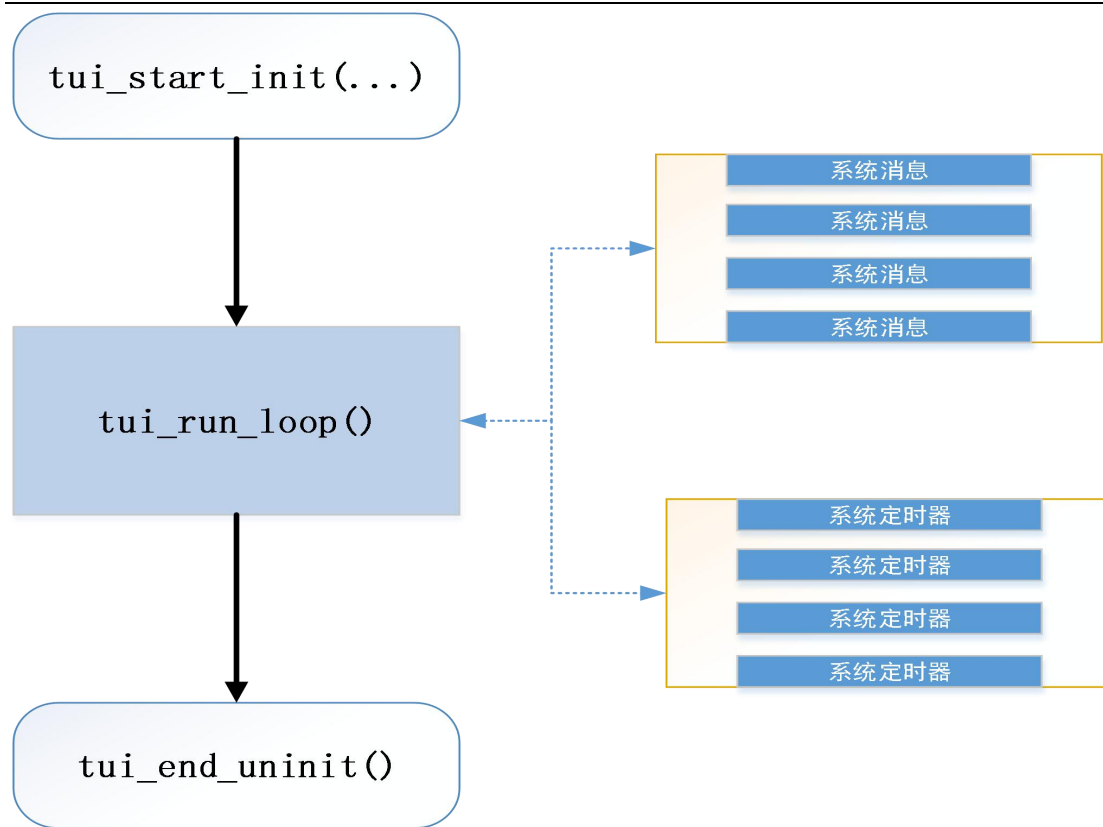 tui_start_init(...)
系统消息
系统消息
系统消息
系统消息
tui_run_loop()
系统定时器
系统定时器
系统定时器
系统定时器
tui_end_uninit()